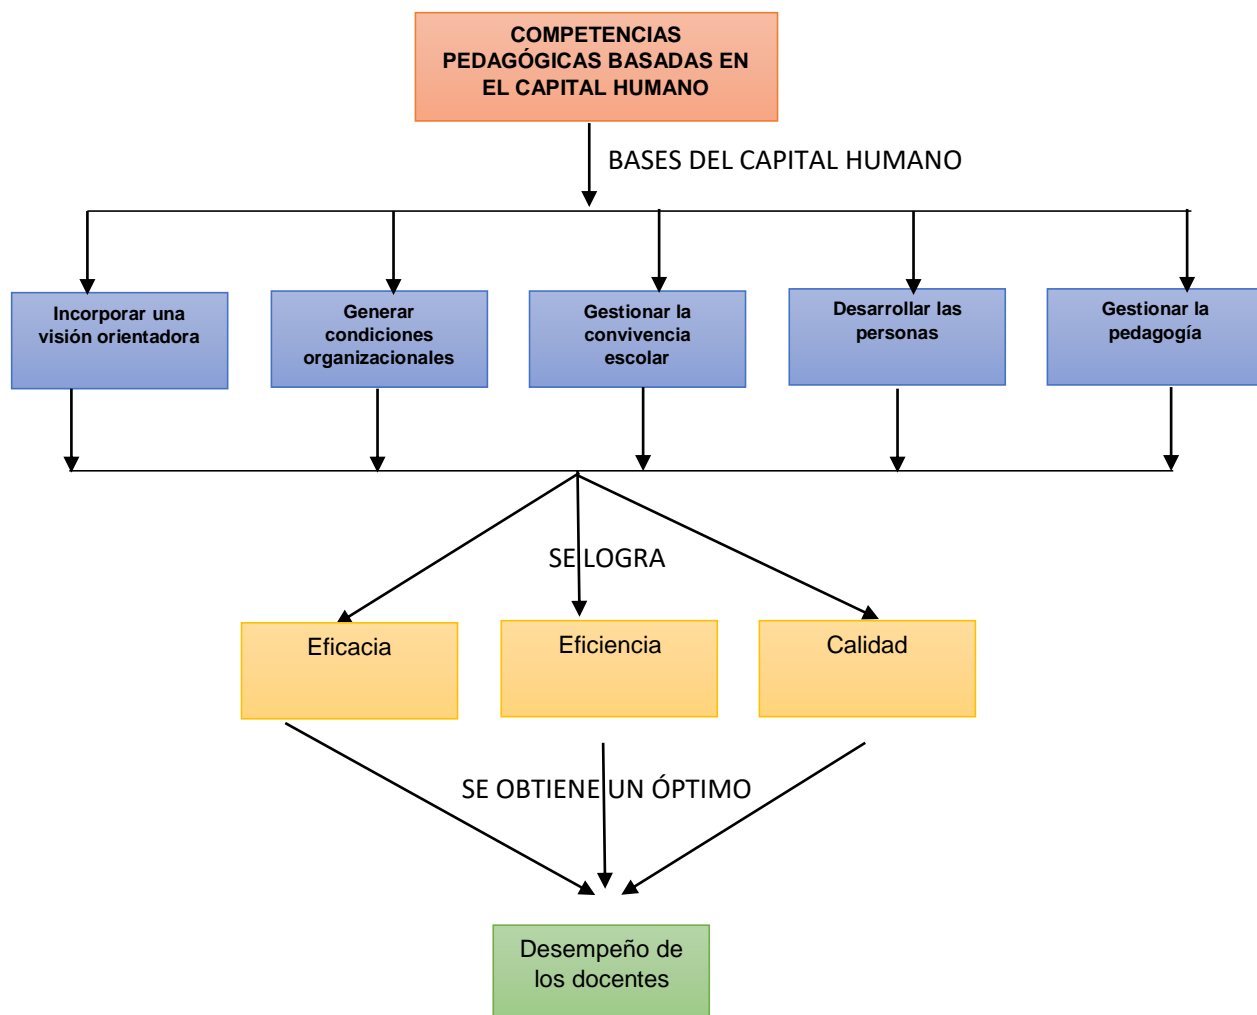 COMPETENCIAS
PEDAGÓGICAS BASADAS EN
EL CAPITAL HUMANO
BASES DEL CAPITAL HUMANO
Incorporar una
visión orientadora
Generar
condiciones
organizacionales
Gestionar la
convivencia
escolar
Desarrollar las
personas
Gestionar la
pedagogía
SE LOGRA
Eficacia
Eficiencia
Calidad
SE OBTIENE UN ÓPTIMO
Desempeño de
los docentes